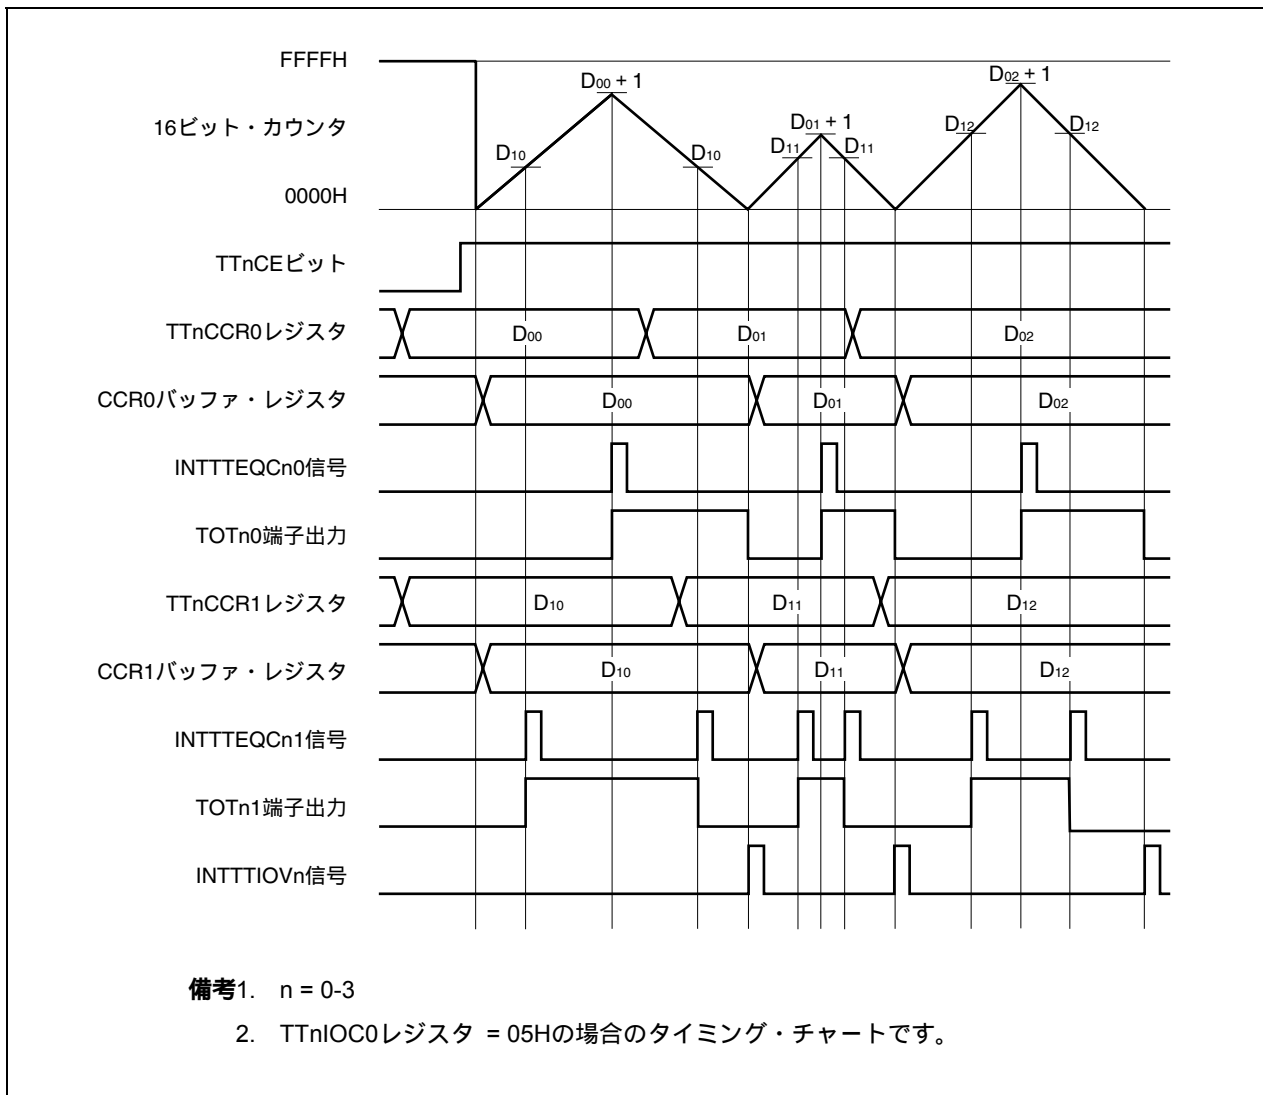 FFFFH
D00 + 1
D02 + 1
16ビット・カウンタ
D10
D10
D01 + 1
D11
D11
D12
D12
0000H
TTnCEビット
TTnCCR0レジスタ
D00
D01
D02
CCR0バッファ・レジスタ
D00
D01
D02
INTTTEQCn0信号
TOTn0端子出力
TTnCCR1レジスタ
D10
D11
D12
CCR1バッファ・レジスタ
D10
D11
D12
INTTTEQCn1信号
TOTn1端子出力
INTTTIOVn信号
備考1. n = 0-3
2. TTnIOC0レジスタ = 05Hの場合のタイミング・チャートです。